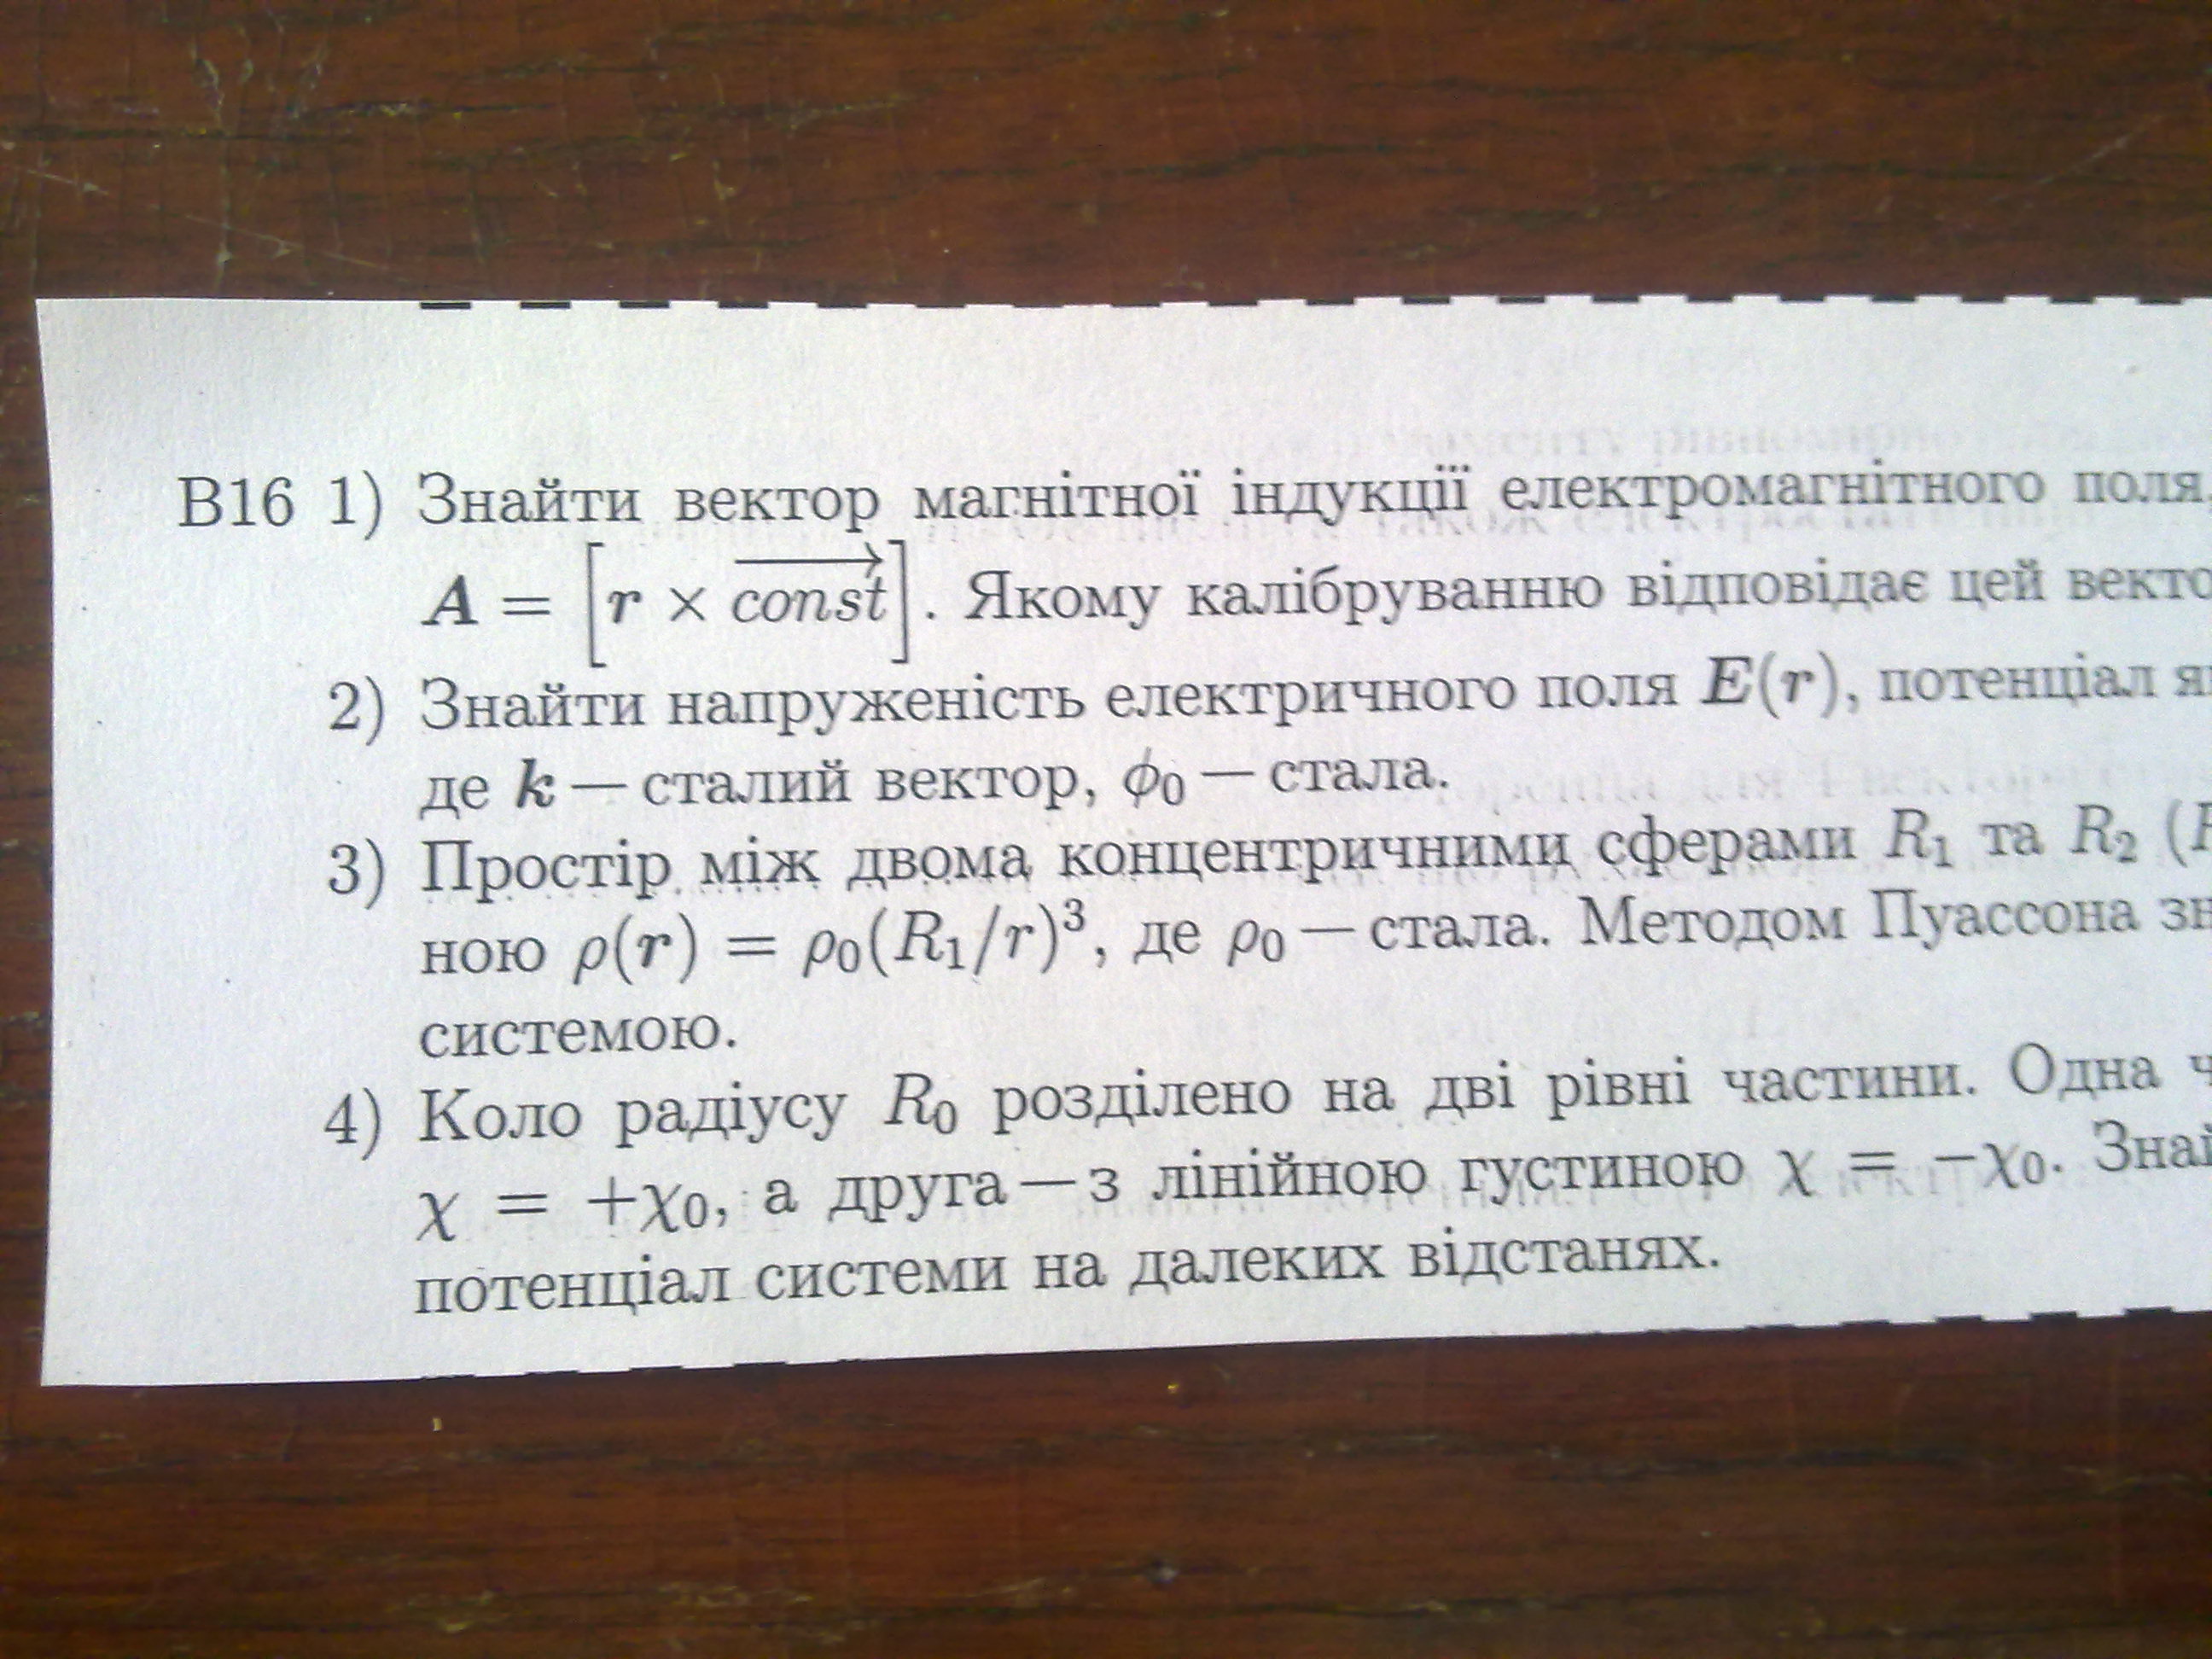 В16 1) Знайти вектор магнітної індукції електромагнітного поля,
A = [r × const]. Якому калібруванню відповідає цей
2) Знайти напруженість електричного поля E(r), потенціал
де k — сталий вектор, ϕ₀ — стала.
3) Простір між двома концентричними сферами R₁ та R₂ (
ною ρ(r) = ρ₀(R₁/r)³, де ρ₀ — стала. Методом Пуассона
системою.
4) Коло радіусу R₀ розділено на дві рівні частини. Одна
χ = +χ₀, а друга — з лінійною густиною χ = −χ₀.
потенціал системи на далеких відстанях.